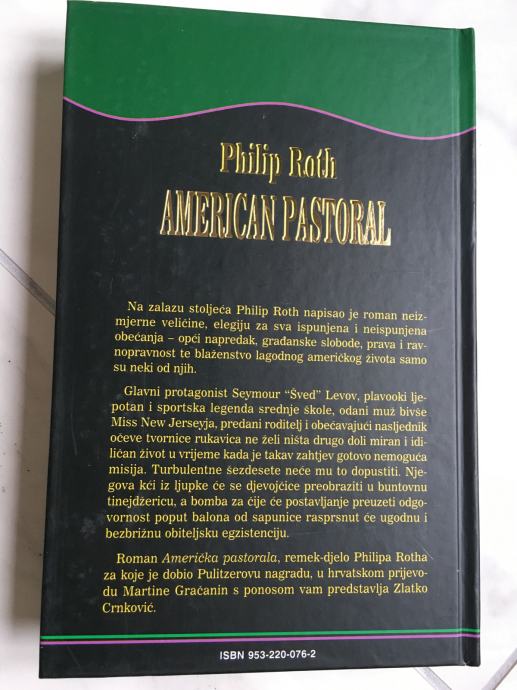 Philip Roth
AMERICAN PASTORAL
Na zalazu stoljeća Philip Roth napisao je roman neiz-
mjerne veličine, elegiju za sva ispunjena i neispunjena
obećanja – opći napredak, građanske slobode, prava i rav-
nopravnost te blaženstvo lagodnog američkog života samo
su neki od njih.
Glavni protagonist Seymour “Šved” Levov, plavooki lje-
potan i sportska legenda srednje škole, odani muž bivše
Miss New Jerseyja, predani roditelj i obećavajući nasljednik
očeve tvornice rukavica ne želi ništa drugo doli miran i idi-
ličan život u vrijeme kada je takav zahtjev gotovo nemoguća
misija. Turbulentne šezdesete neće mu to dopustiti. Nje-
gova kći iz ljupke će se djevojčice preobraziti u buntovnu
tinejdžericu, a bomba za čije će postavljanje preuzeti odgo-
vornost poput balona od sapunice rasprsnut će ugodnu i
bezbrižnu obiteljsku egzistenciju.
Roman Američka pastorala, remek-djelo Philipa Rotha
za koje je dobio Pulitzerovu nagradu, u hrvatskom prijevo-
du Martine Gračanin s ponosom vam predstavlja Zlatko
Crnković.
ISBN 953-220-076-2